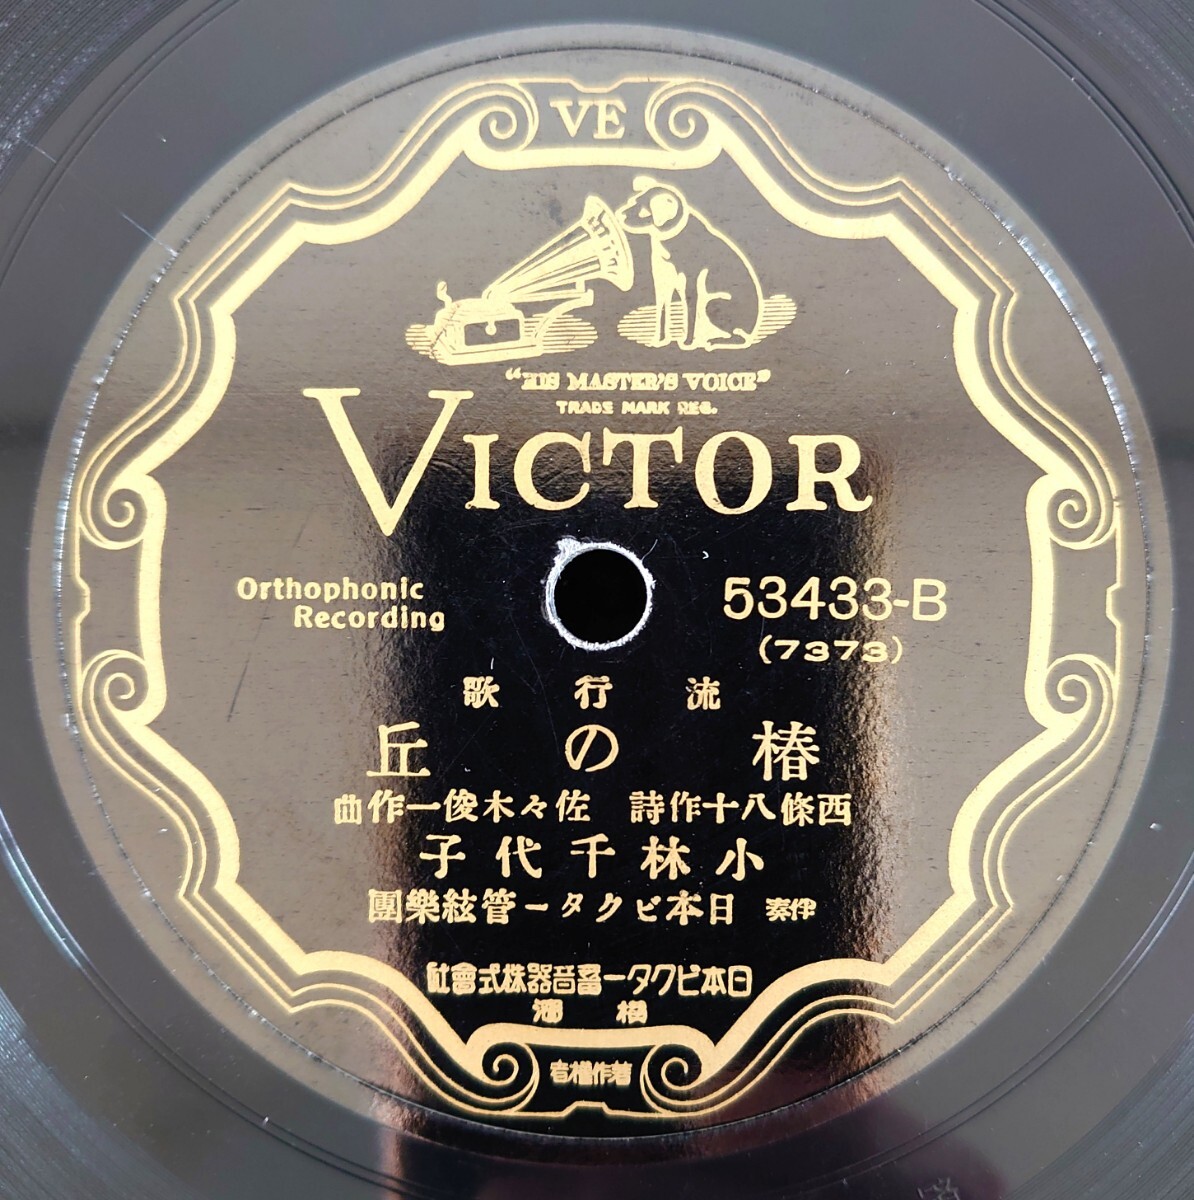 VE
"HIS MASTER'S VOICE"
TRADE MARK REG.
VICTOR
Orthophonic
Recording
53433-B
(7373)
流行歌
椿の丘
西條八十作詩 佐々木俊一作曲
小林千代子
伴奏 日本ビクター管絃樂團
日本ビクター蓄音器株式會社
横濱
著作権者